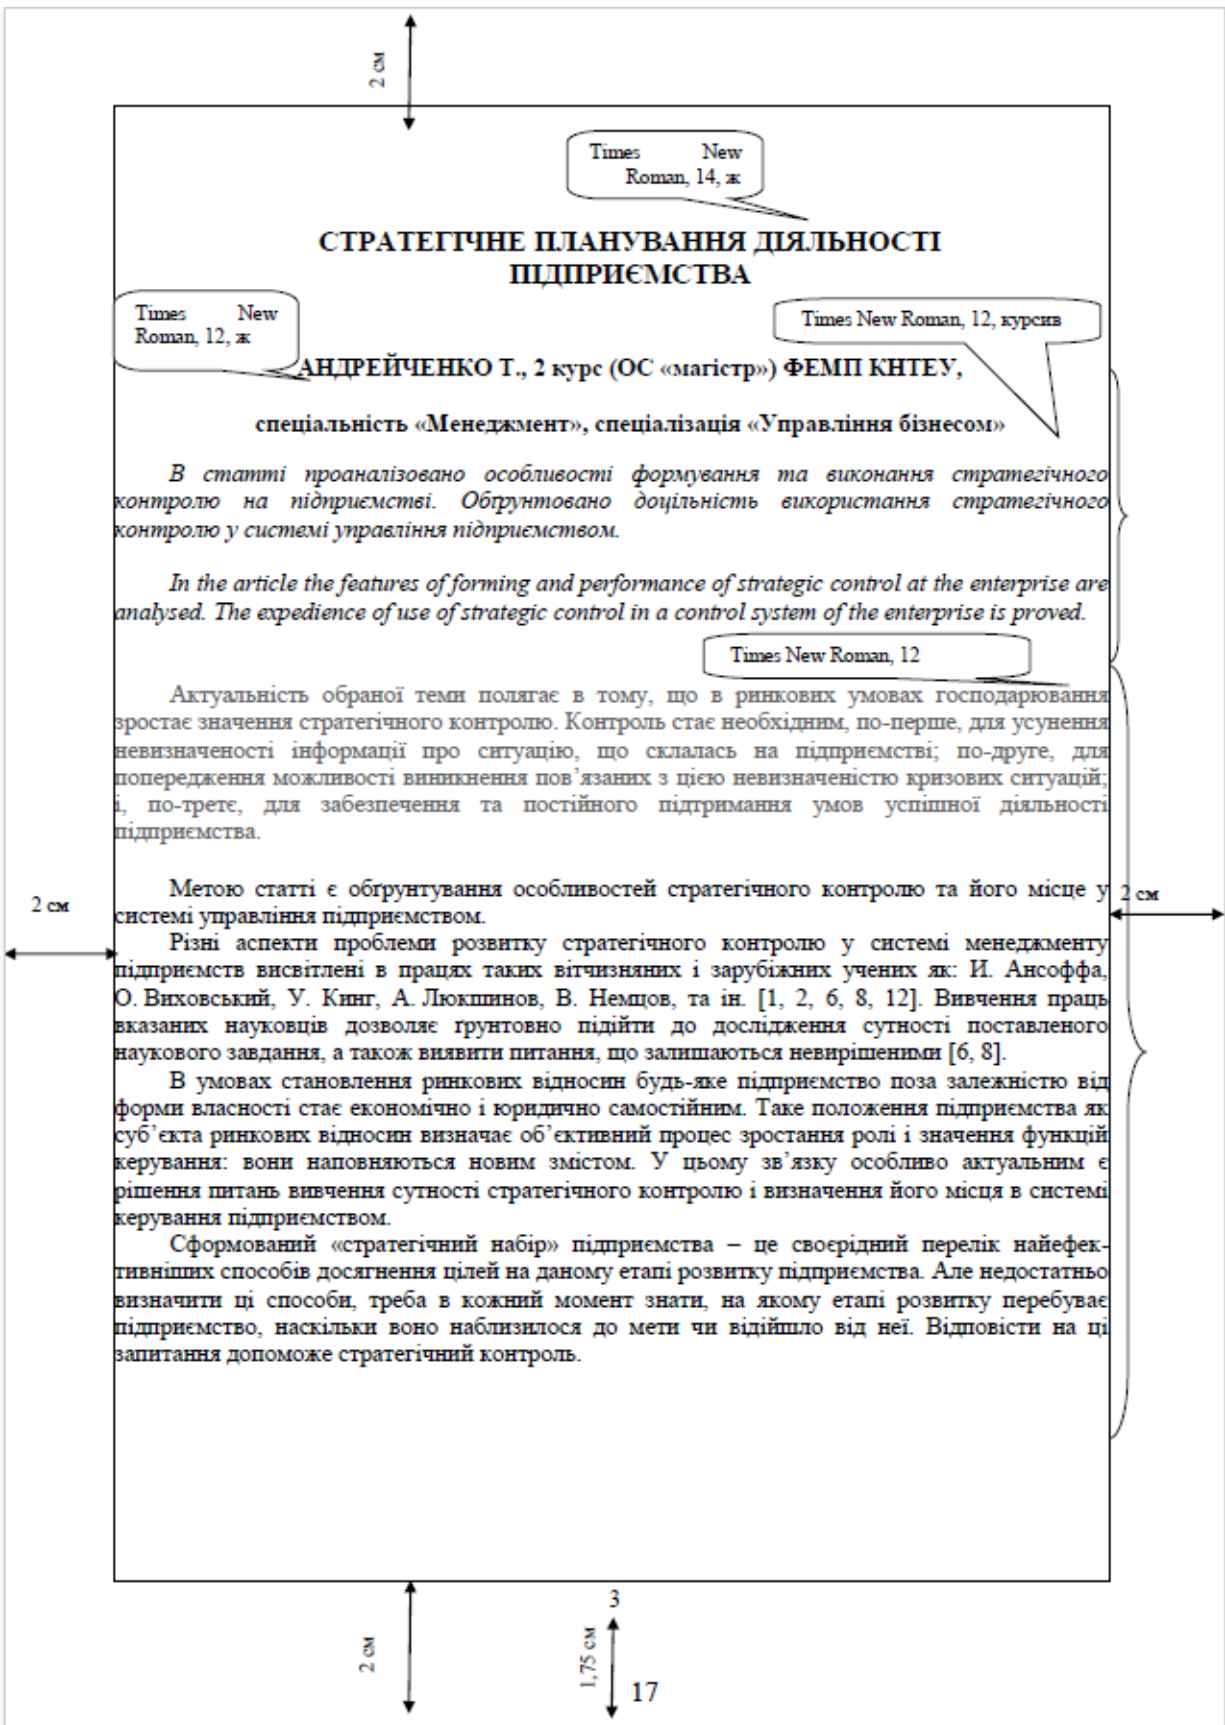 2 см
Times New
Roman, 14, ж
СТРАТЕГІЧНЕ ПЛАНУВАННЯ ДІЯЛЬНОСТІ
ПІДПРИЄМСТВА
Times New
Roman, 12, ж
Times New Roman, 12, курсив
АНДРЕЙЧЕНКО Т., 2 курс (ОС «магістр») ФЕМП КНТЕУ,
спеціальність «Менеджмент», спеціалізація «Управління бізнесом»
В статті проаналізовано особливості формування та виконання стратегічного
контролю на підприємстві. Обґрунтовано доцільність використання стратегічного
контролю у системі управління підприємством.
In the article the features of forming and performance of strategic control at the enterprise are
analysed. The expedience of use of strategic control in a control system of the enterprise is proved.
Times New Roman, 12
Актуальність обраної теми полягає в тому, що в ринкових умовах господарювання
зростає значення стратегічного контролю. Контроль стає необхідним, по-перше, для усунення
невизначеності інформації про ситуацію, що склалась на підприємстві; по-друге, для
попередження можливості виникнення пов’язаних з цією невизначеністю кризових ситуацій;
і, по-третє, для забезпечення та постійного підтримання умов успішної діяльності
підприємства.
Метою статті є обґрунтування особливостей стратегічного контролю та його місце у
системі управління підприємством.
2 см
2 см
Різні аспекти проблеми розвитку стратегічного контролю у системі менеджменту
підприємств висвітлені в працях таких вітчизняних і зарубіжних учених як: И. Ансоффа,
О. Виховський, У. Кинг, А. Люкшинов, В. Немцов, та ін. [1, 2, 6, 8, 12]. Вивчення праць
вказаних науковців дозволяє ґрунтовно підійти до дослідження сутності поставленого
наукового завдання, а також виявити питання, що залишаються невирішеними [6, 8].
В умовах становлення ринкових відносин будь-яке підприємство поза залежністю від
форми власності стає економічно і юридично самостійним. Таке положення підприємства як
суб’єкта ринкових відносин визначає об’єктивний процес зростання ролі і значення функцій
керування: вони наповняються новим змістом. У цьому зв’язку особливо актуальним є
рішення питань вивчення сутності стратегічного контролю і визначення його місця в системі
керування підприємством.
Сформований «стратегічний набір» підприємства – це своєрідний перелік найефек-
тивніших способів досягнення цілей на даному етапі розвитку підприємства. Але недостатньо
визначити ці способи, треба в кожний момент знати, на якому етапі розвитку перебуває
підприємство, наскільки воно наблизилося до мети чи відійшло від неї. Відповісти на ці
запитання допоможе стратегічний контроль.
3
2 см
1,75 см
17